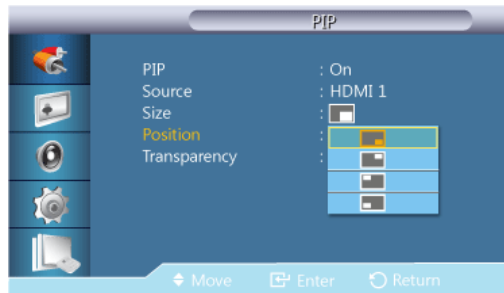 PIP
PIP : On
Source : HDMI 1
Size :
Position :
Transparency :
Move Enter Return